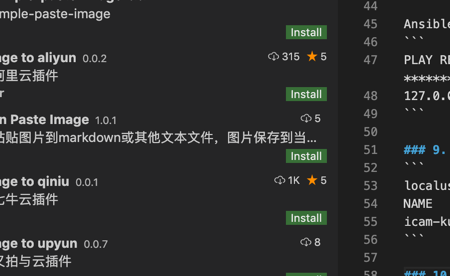 mple-paste-image
Install
age to aliyun 0.0.2 315 ★ 5
阿里云插件
r Install
n Paste Image 1.0.1 5
粘贴图片到markdown或其他文本文件，图片保存到当...
Install
age to qiniu 0.0.1 1K ★ 5
七牛云插件
Install
age to upyun 0.0.7 8
又拍与云插件
44
45 Ansible
46 ```
47 PLAY RE
*******
48 127.0.0
49 ```
50
51 ### 9.
52 ```
53 localus
54 NAME
55 icam-ku
56 ```
57
58 ### 10